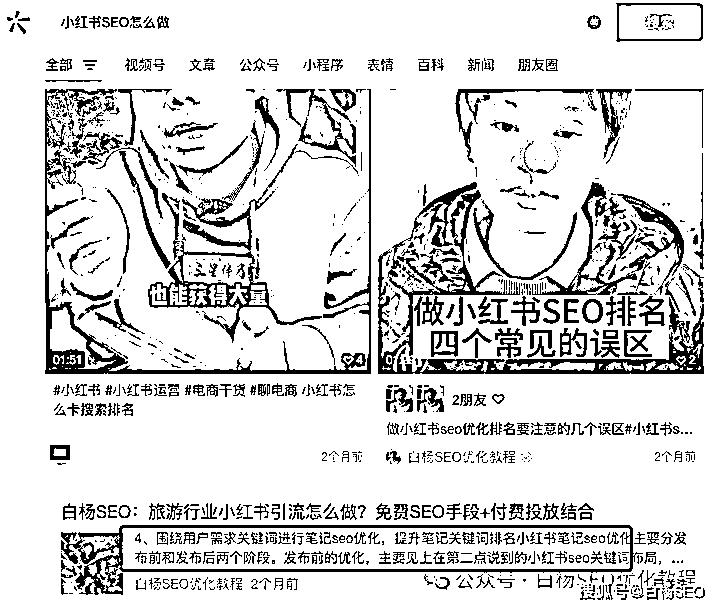 小红书SEO怎么做
搜索
全部 视频号 文章 公众号 小程序 表情 百科 新闻 朋友圈
也能获得大量
01:51
4
做小红书SEO排名
四个常见的误区
2
#小红书 #小红书运营 #电商干货 #聊电商 小红书怎
么卡搜索排名
2个月前
2朋友
做小红书seo优化排名要注意的几个误区#小红书s...
白杨SEO优化教程
2个月前
白杨SEO：旅游行业小红书引流怎么做？免费SEO手段+付费投放结合
4、围绕用户需求关键词进行笔记seo优化，提升笔记关键词排名小红书笔记seo优化主要分发
布前和发布后两个阶段。发布前的优化，主要见上在第二点说到的小红书seo关键词布局，...
白杨SEO优化教程 2个月前
公众号·白杨SEO优化教程
搜狐号@白杨SEO